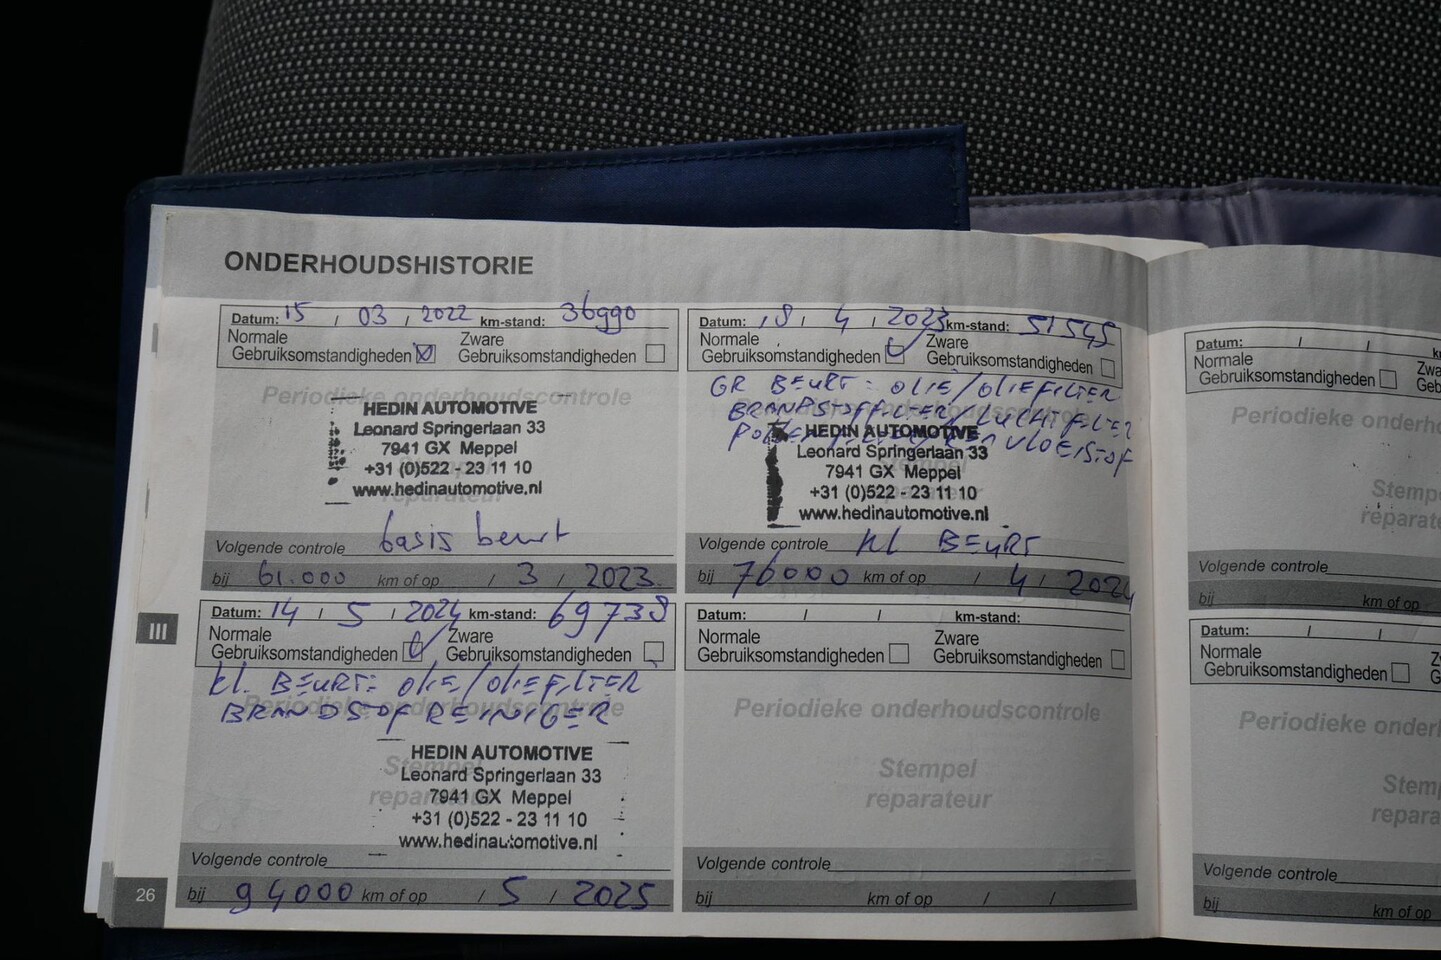 ONDERHOUDSHISTORIE
Datum: 15 / 03 / 2022 km-stand: 36990
Normale
Gebruiksomstandigheden
Zware
Gebruiksomstandigheden
Periodieke onderhoudscontrole
HEDIN AUTOMOTIVE
Leonard Springerlaan 33
7941 GX Meppel
+31 (0)522 - 23 11 10
www.hedinautomotive.nl
reparateur
Volgende controle basis beurt
bij 61.000 km of op / 3 / 2023.
Datum: 18 / 4 / 2023 km-stand: 51545
Normale
Gebruiksomstandigheden
Zware
Gebruiksomstandigheden
GR BEURT: OLIE/OLIEFILTER
BRANDSTOFFILTER/LUCHTFILTER
VLOEISTOF
HEDIN AUTOMOTIVE
Leonard Springerlaan 33
7941 GX Meppel
+31 (0)522 - 23 11 10
www.hedinautomotive.nl
Volgende controle kl BEURT
bij 76000 km of op / 4 / 2024
III
Datum: 14 / 5 / 2024 km-stand: 69738
Normale
Gebruiksomstandigheden
Zware
Gebruiksomstandigheden
kl. BEURT: OLIE/OLIEFILTER
BRANDSTOFREINIGER
Periodieke onderhoudscontrole
Stempel
reparateur
HEDIN AUTOMOTIVE
Leonard Springerlaan 33
7941 GX Meppel
+31 (0)522 - 23 11 10
www.hedinautomotive.nl
Volgende controle
bij 94000 km of op / 5 / 2025
Datum: / / km-stand:
Normale
Gebruiksomstandigheden
Zware
Gebruiksomstandigheden
Periodieke onderhoudscontrole
Stempel
reparateur
Volgende controle
bij km of op / /
26
Datum: / /
Normale
Gebruiksomstandigheden
Periodieke
Volgende controle
bij km of op
Datum: / /
Normale
Gebruiksomstandigheden
Periodieke
Volgende controle
bij km of op